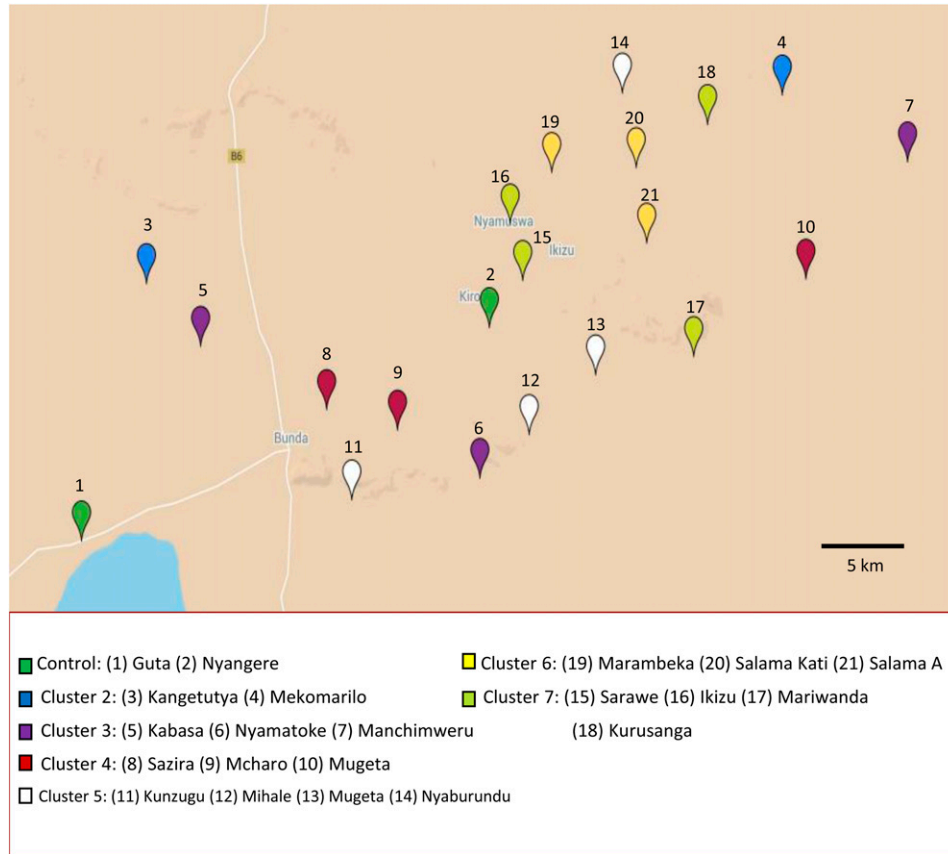 14
4
18
7
19
20
B6
16
21
Nyamuswa
3
15
Ikizu
10
2
5
Kiro
17
13
8
9
12
6
Bunda
11
1
5 km
Control: (1) Guta (2) Nyangere
Cluster 2: (3) Kangetutya (4) Mekomarilo
Cluster 3: (5) Kabasa (6) Nyamatoke (7) Manchimweru
Cluster 4: (8) Sazira (9) Mcharo (10) Mugeta
Cluster 5: (11) Kunzugu (12) Mihale (13) Mugeta (14) Nyaburundu
Cluster 6: (19) Marambeka (20) Salama Kati (21) Salama A
Cluster 7: (15) Sarawe (16) Ikizu (17) Mariwanda
(18) Kurusanga